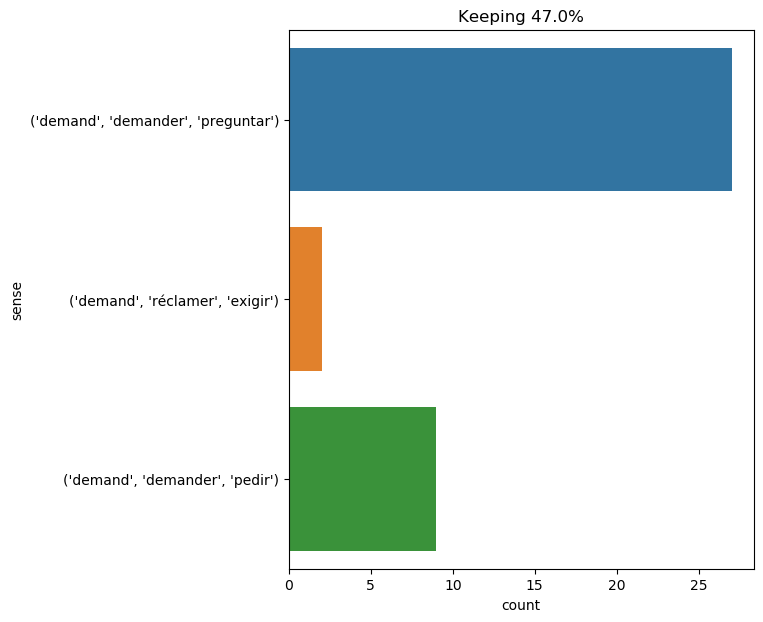 Keeping 47.0%
('demand', 'demander', 'preguntar')
('demand', 'réclamer', 'exigir')
('demand', 'demander', 'pedir')
sense
0 5 10 15 20 25
count